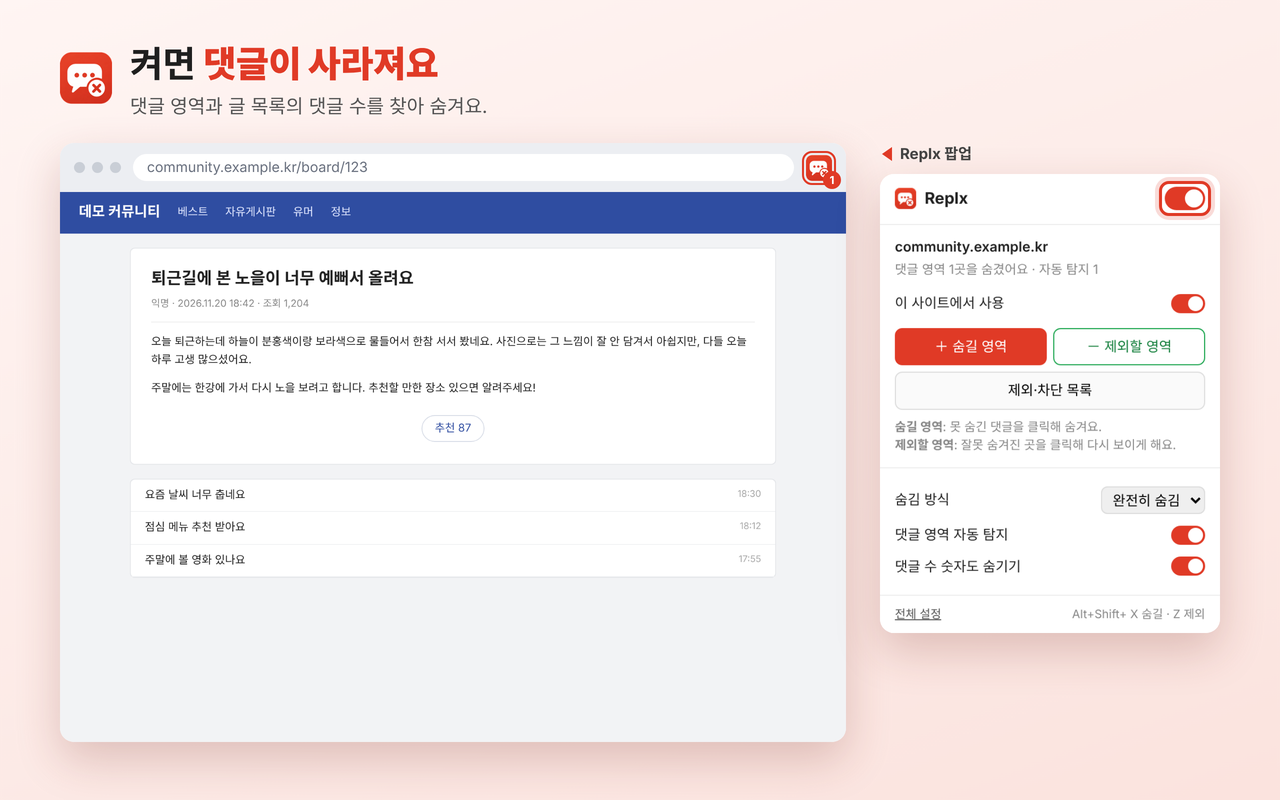 켜면 댓글이 사라져요
댓글 영역과 글 목록의 댓글 수를 찾아 숨겨요.
community.example.kr/board/123
1
데모 커뮤니티 베스트 자유게시판 유머 정보
퇴근길에 본 노을이 너무 예뻐서 올려요
익명 · 2026.11.20 18:42 · 조회 1,204
오늘 퇴근하는데 하늘이 분홍색이랑 보라색으로 물들어서 한참 서서 봤네요. 사진으로는 그 느낌이 잘 안 담겨서 아쉽지만, 다들 오늘
하루 고생 많으셨어요.
주말에는 한강에 가서 다시 노을 보려고 합니다. 추천할 만한 장소 있으면 알려주세요!
추천 87
요즘 날씨 너무 춥네요 18:30
점심 메뉴 추천 받아요 18:12
주말에 볼 영화 있나요 17:55
◀ Replx 팝업
Replx
community.example.kr
댓글 영역 1곳을 숨겼어요 · 자동 탐지 1
이 사이트에서 사용
+ 숨길 영역 − 제외할 영역
제외·차단 목록
숨길 영역: 못 숨긴 댓글을 클릭해 숨겨요.
제외할 영역: 잘못 숨겨진 곳을 클릭해 다시 보이게 해요.
숨김 방식 완전히 숨김
댓글 영역 자동 탐지
댓글 수 숫자도 숨기기
전체 설정 Alt+Shift+ X 숨길 · Z 제외